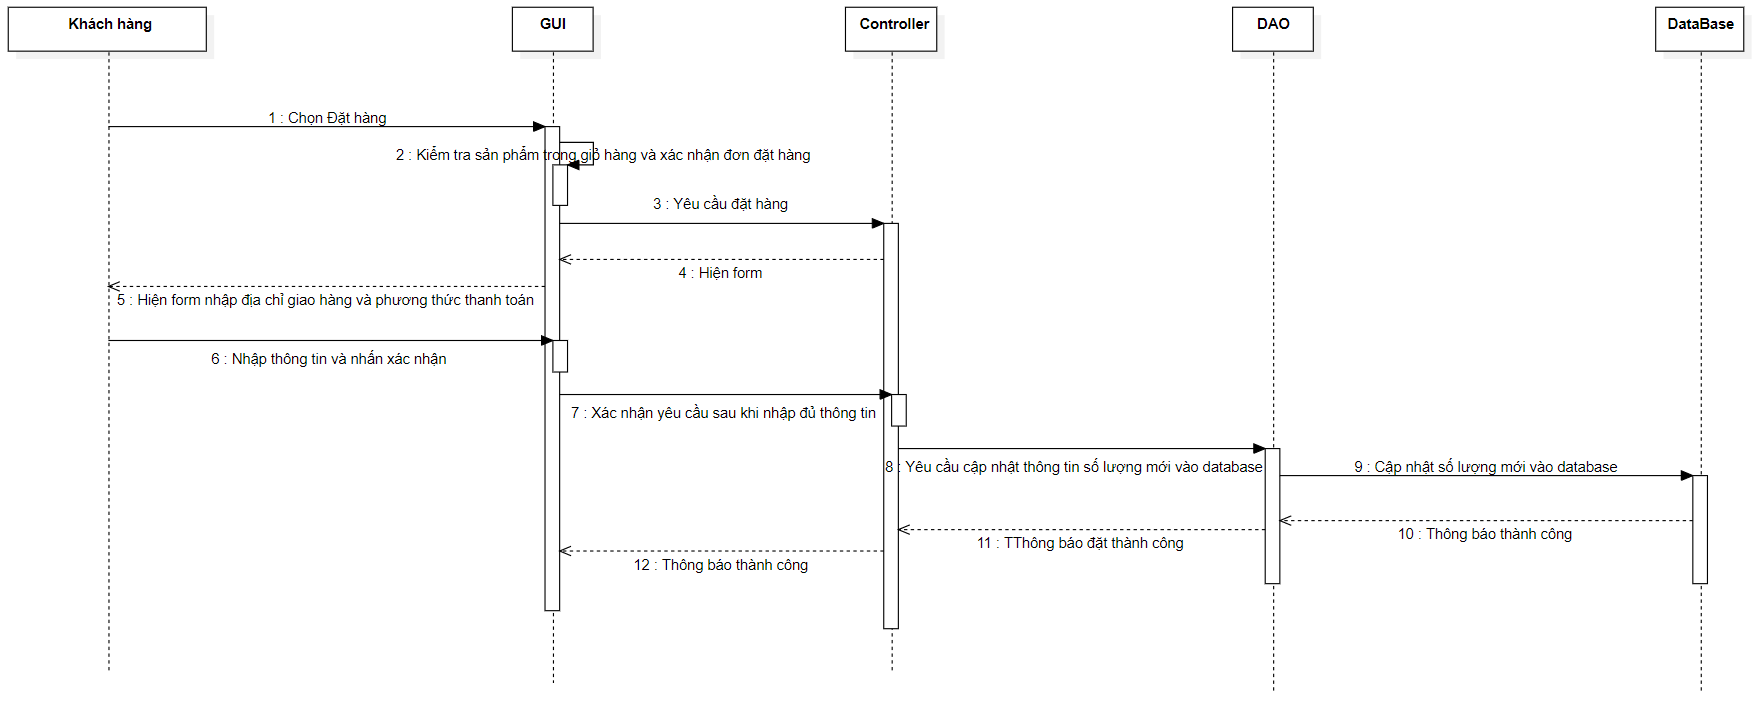 Khách hàng
GUI
Controller
DAO
DataBase
1 : Chọn Đặt hàng
2 : Kiểm tra sản phẩm trong giỏ hàng và xác nhận đơn đặt hàng
3 : Yêu cầu đặt hàng
4 : Hiện form
5 : Hiện form nhập địa chỉ giao hàng và phương thức thanh toán
6 : Nhập thông tin và nhấn xác nhận
7 : Xác nhận yêu cầu sau khi nhập đủ thông tin
8 : Yêu cầu cập nhật thông tin số lượng mới vào database
9 : Cập nhật số lượng mới vào database
10 : Thông báo thành công
11 : TThông báo đặt thành công
12 : Thông báo thành công